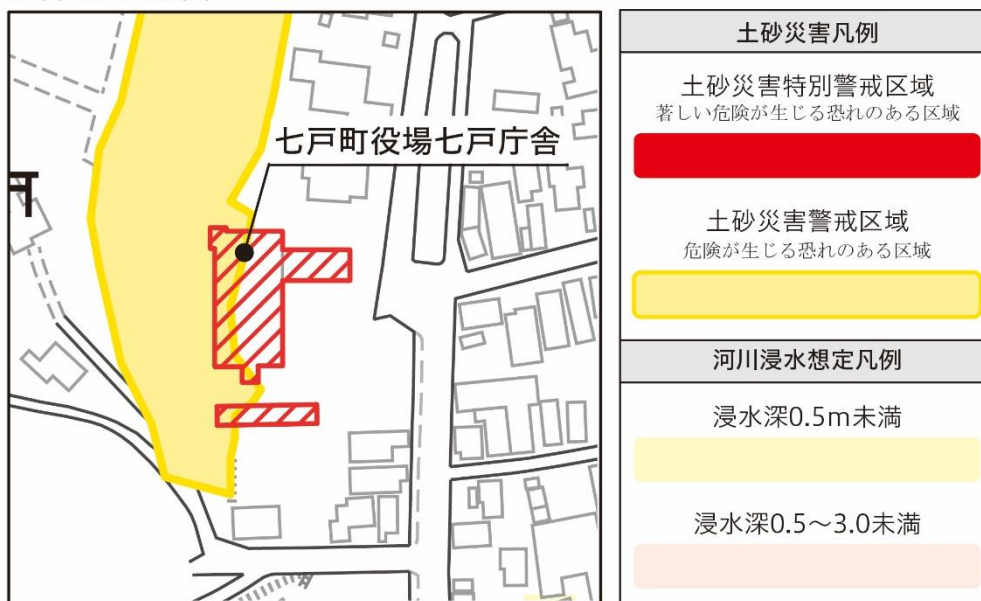 七戸町役場七戸庁舎
土砂災害凡例
土砂災害特別警戒区域
著しい危険が生じる恐れのある区域
土砂災害警戒区域
危険が生じる恐れのある区域
河川浸水想定凡例
浸水深0.5m未満
浸水深0.5～3.0未満